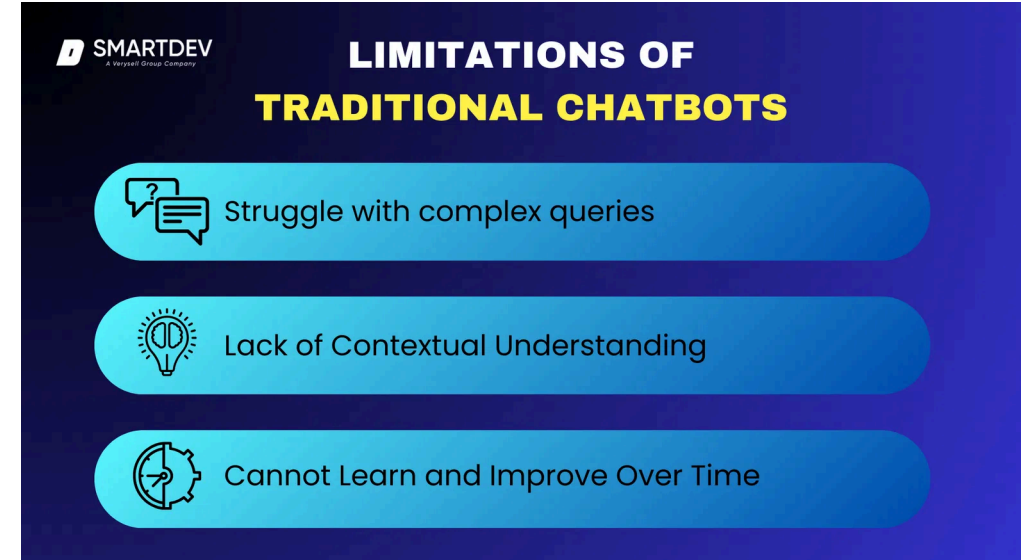 SMARTDEV
A Verysell Group Company
LIMITATIONS OF
TRADITIONAL CHATBOTS
?
Struggle with complex queries
Lack of Contextual Understanding
Cannot Learn and Improve Over Time